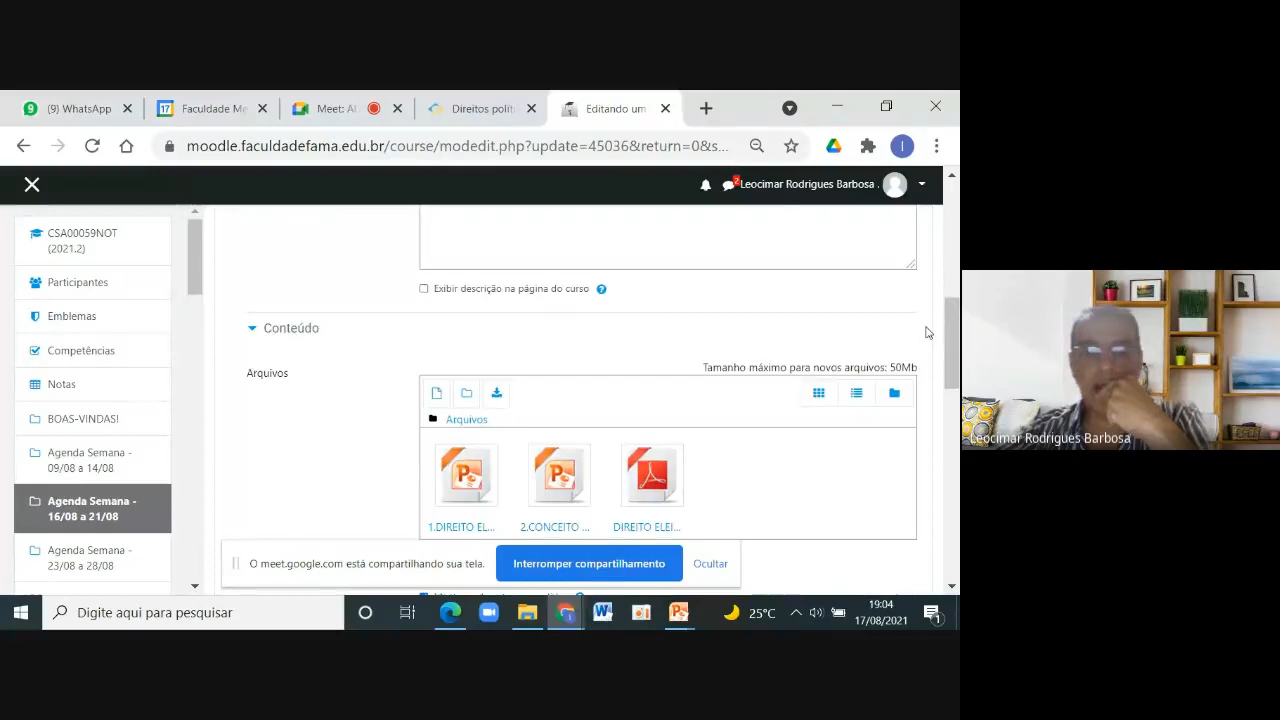 (9) WhatsApp
Faculdade Me
Meet: Al
Direitos polít
Editando um
moodle.faculdadefama.edu.br/course/modedit.php?update=45036&return=0&s...
I
2
Leocimar Rodrigues Barbosa .
CSA00059NOT
(2021.2)
Participantes
Emblemas
Competências
Notas
BOAS-VINDAS!
Agenda Semana -
09/08 a 14/08
Agenda Semana -
16/08 a 21/08
Agenda Semana -
23/08 a 28/08
Exibir descrição na página do curso
Conteúdo
Tamanho máximo para novos arquivos: 50Mb
Arquivos
Arquivos
1.DIREITO EL...
2.CONCEITO ...
DIREITO ELEI...
O meet.google.com está compartilhando sua tela.
Interromper compartilhamento
Ocultar
Digite aqui para pesquisar
25°C
19:04
17/08/2021
1
Leocimar Rodrigues Barbosa